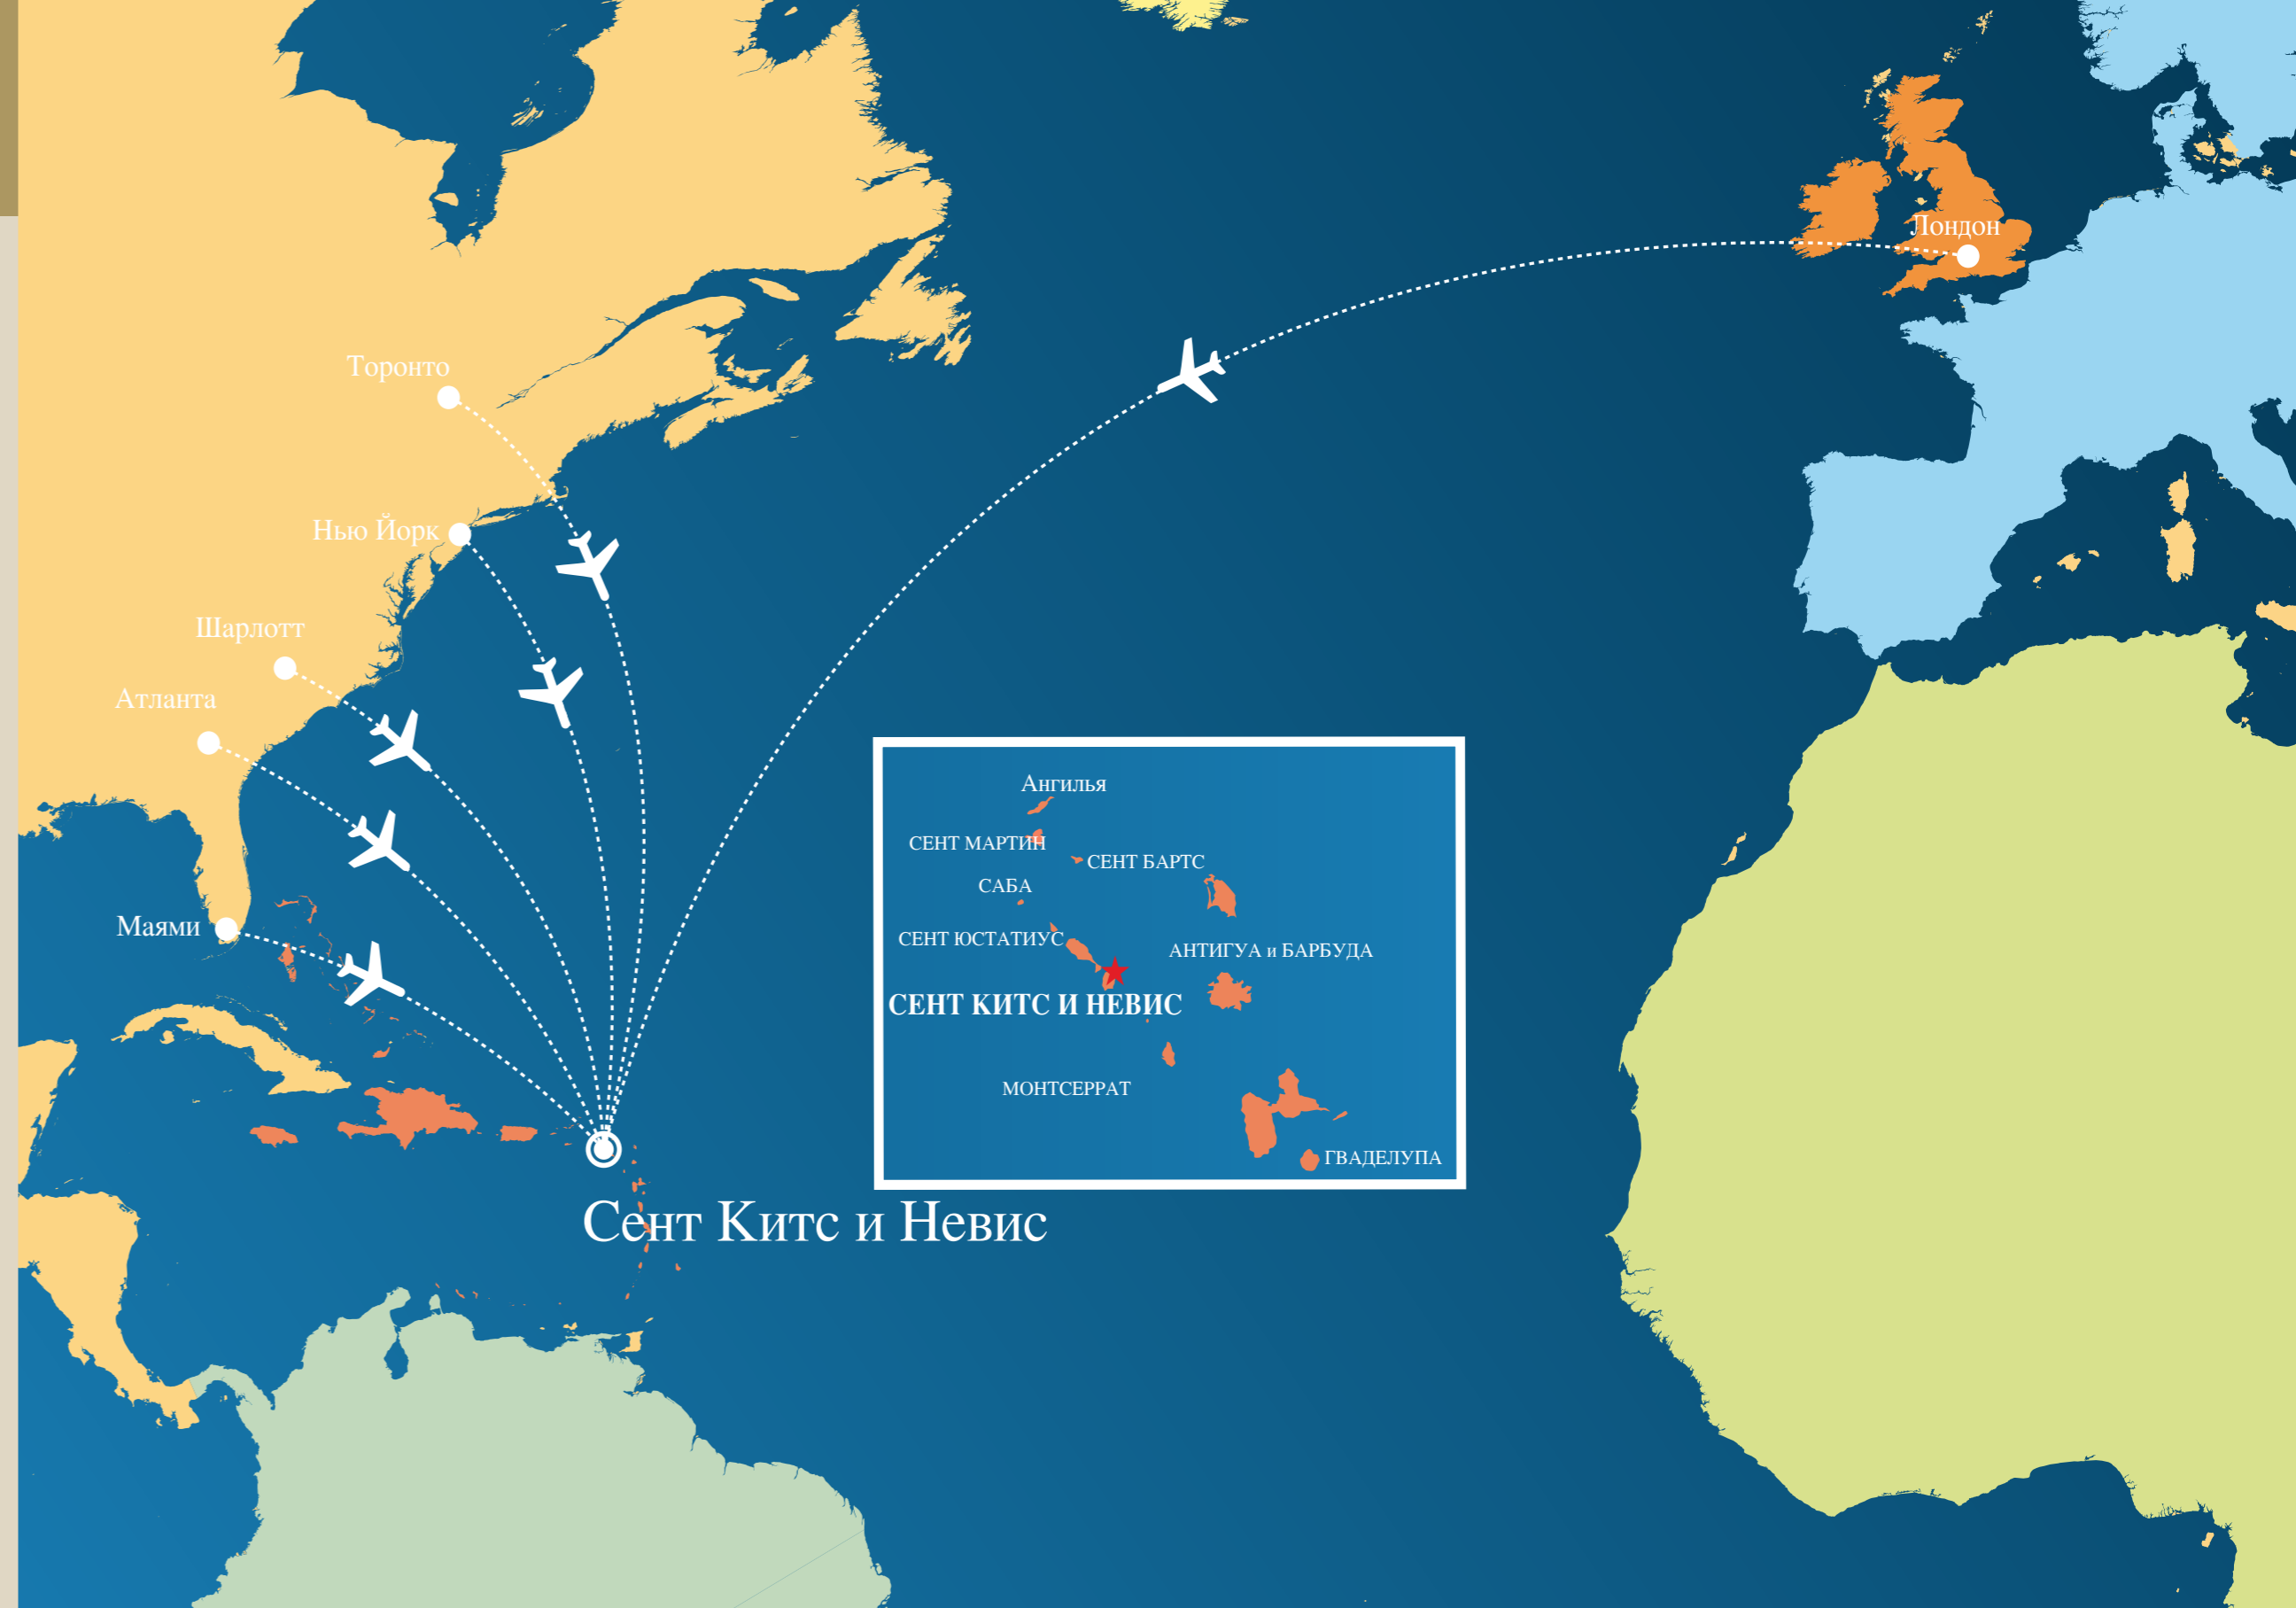 Лондон
Торонто
Нью Йорк
Шарлотт
Атланта
Маями
Ангилья
СЕНТ МАРТИН
СЕНТ БАРТС
САБА
СЕНТ ЮСТАТИУС
АНТИГУА и БАРБУДА
СЕНТ КИТС И НЕВИС
МОНТСЕРРАТ
ГВАДЕЛУПА
Сент Китс и Невис